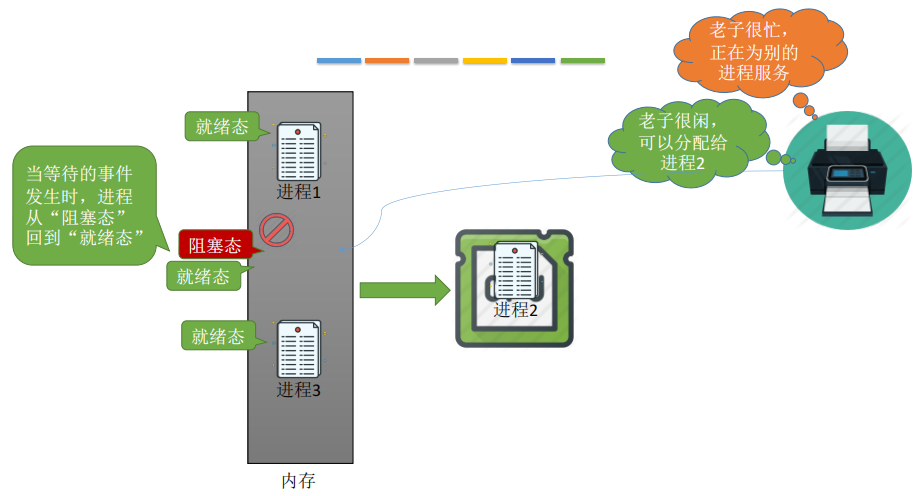 老子很忙，
正在为别的
进程服务
老子很闲，
可以分配给
进程2
就绪态
进程1
当等待的事件
发生时，进程
从“阻塞态”
回到“就绪态”
阻塞态
就绪态
进程2
就绪态
进程3
内存